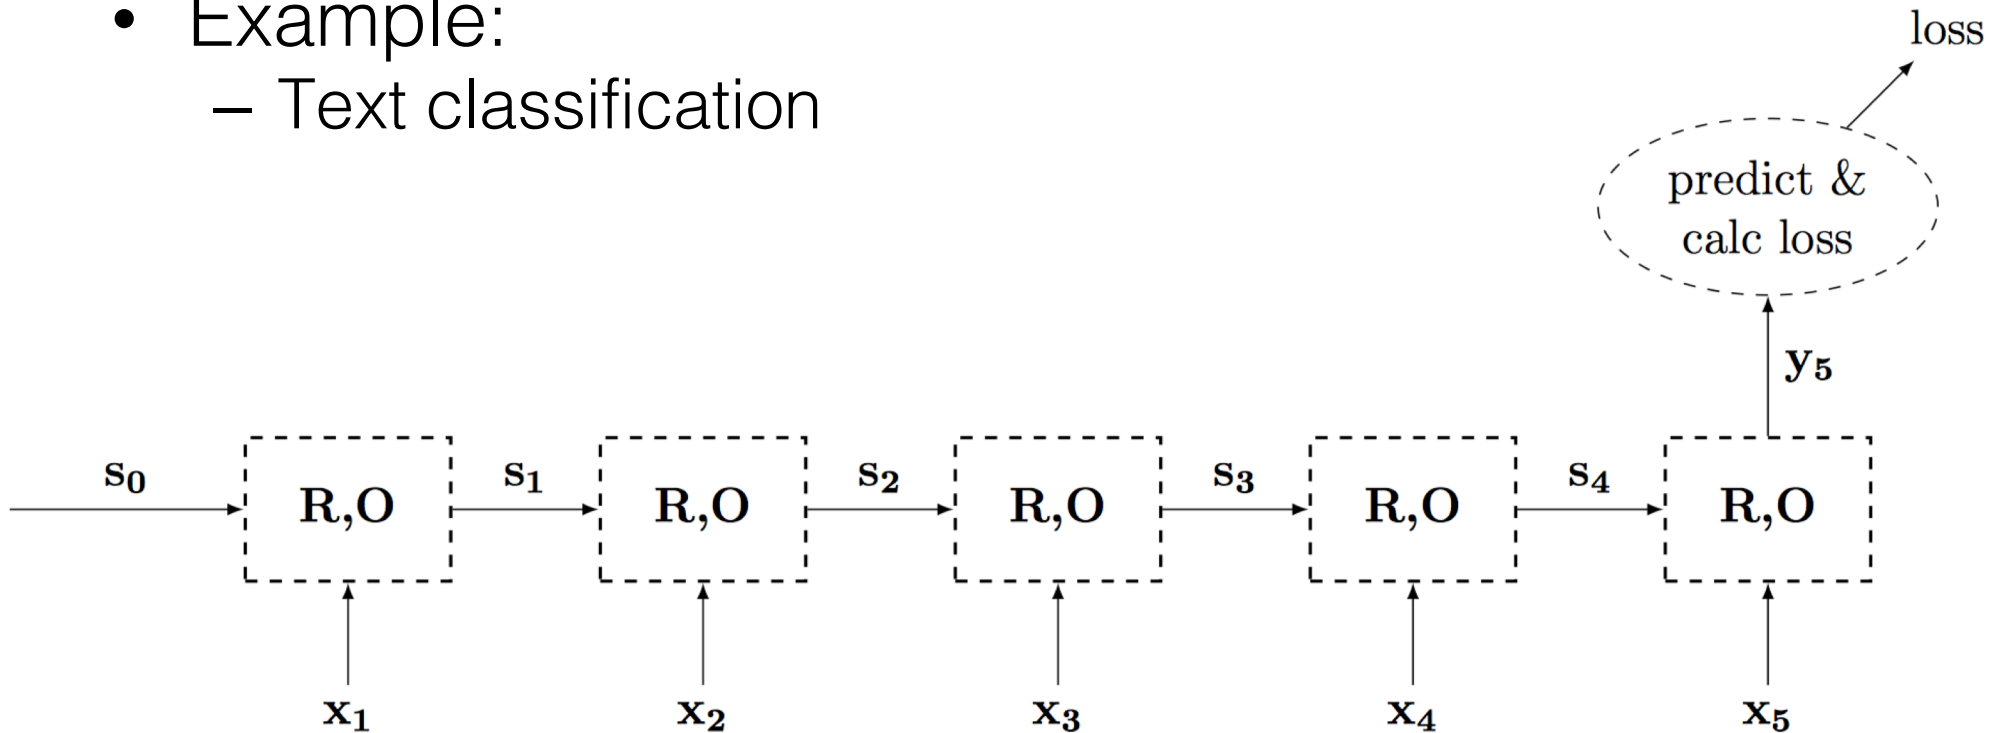 • Example:
– Text classification
loss
predict &
calc loss
y₅
s₀ R,O s₁ R,O s₂ R,O s₃ R,O s₄ R,O
x₁ x₂ x₃ x₄ x₅